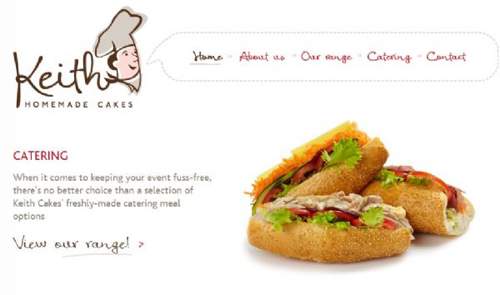 Keith
HOMEMADE CAKES
Home
About us
Our range
Catering
Contact
CATERING
When it comes to keeping your event fuss-free,
there's no better choice than a selection of
Keith Cakes' freshly-made catering meal
options
View our range! >